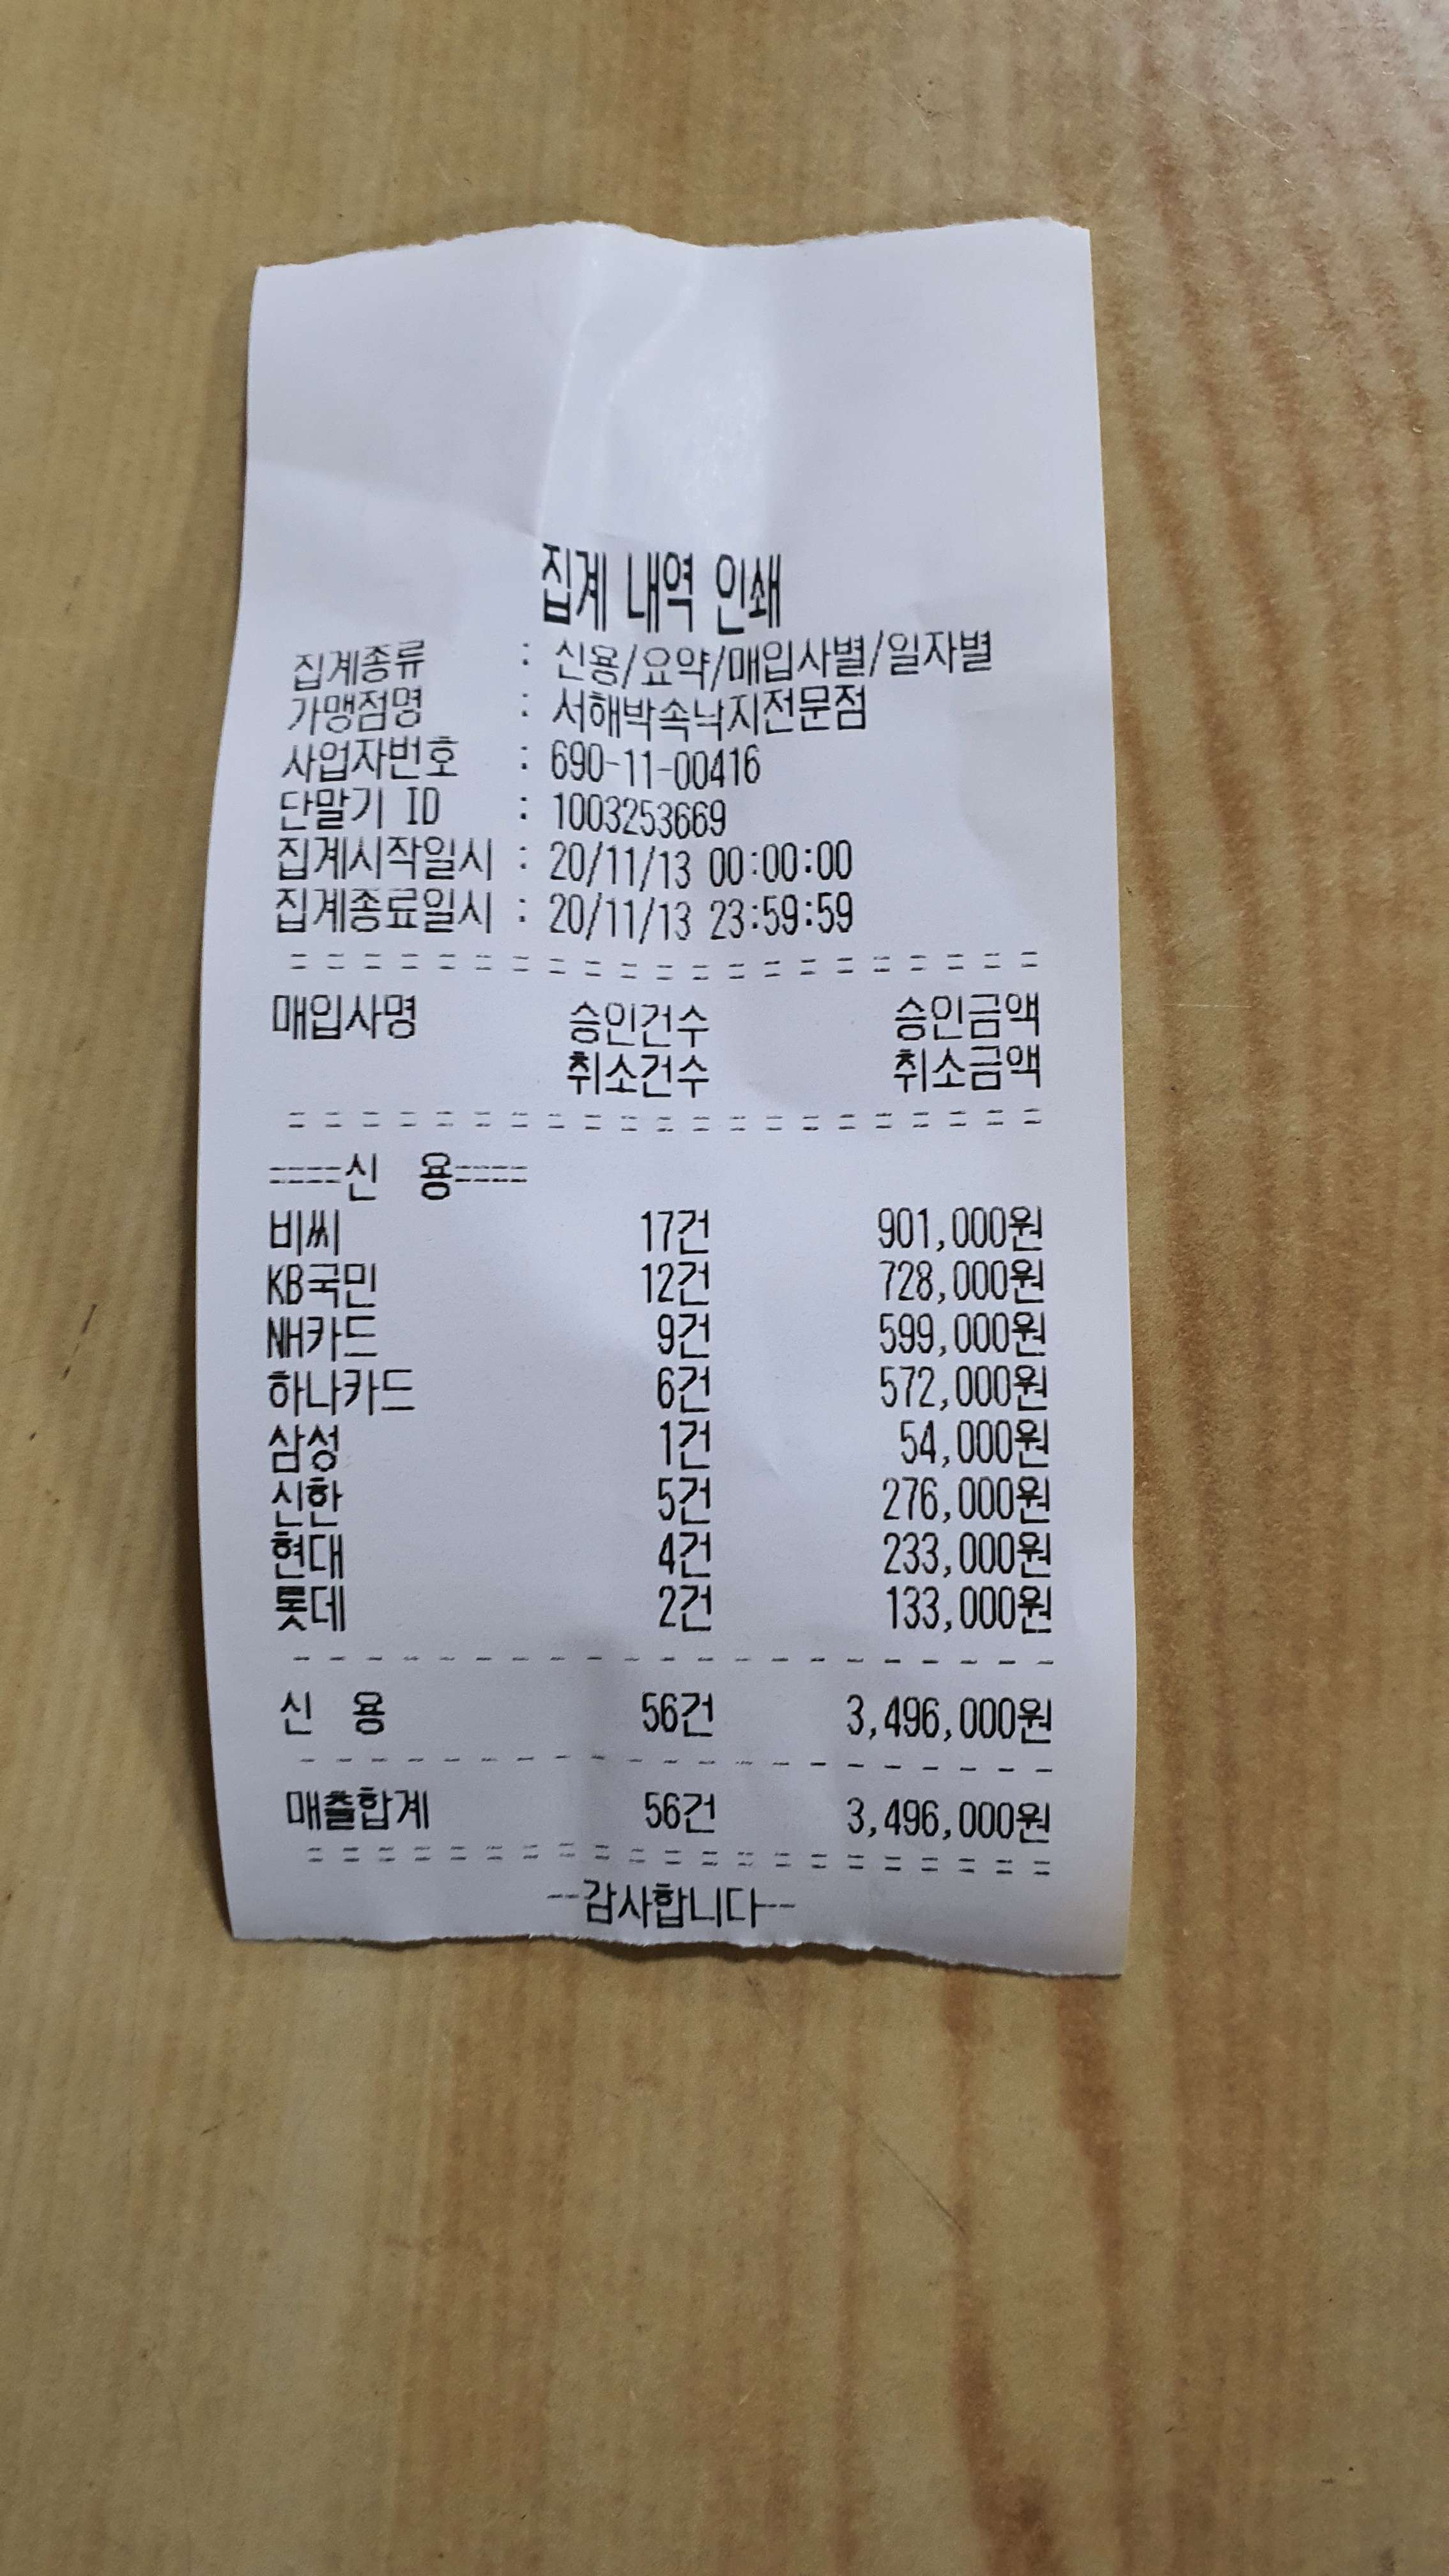 집계 내역 인쇄
집계종류 : 신용/요약/매입사별/일자별
가맹점명 : 서해박속낙지전문점
사업자번호 : 690-11-00416
단말기 ID : 1003253669
집계시작일시 : 20/11/13 00:00:00
집계종료일시 : 20/11/13 23:59:59
= = = = = = = = = = = = = = = = = = = = =
매입사명 승인건수 승인금액
취소건수 취소금액
= = = = = = = = = = = = = = = = = = = = =
====신 용====
비씨 17건 901,000원
KB국민 12건 728,000원
NH카드 9건 599,000원
하나카드 6건 572,000원
삼성 1건 54,000원
신한 5건 276,000원
현대 4건 233,000원
롯데 2건 133,000원
- - - - - - - - - - - - - - - - - - - - -
신 용 56건 3,496,000원
- - - - - - - - - - - - - - - - - - - - -
매출합계 56건 3,496,000원
= = = = = = = = = = = = = = = = = = = = =
--감사합니다--